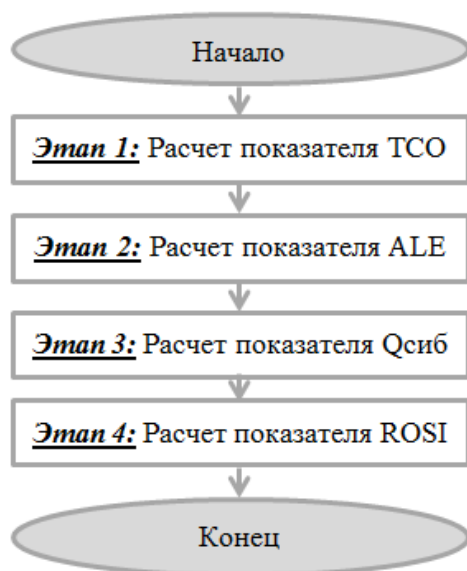 Начало
Этап 1: Расчет показателя TCO
Этап 2: Расчет показателя ALE
Этап 3: Расчет показателя Qсиб
Этап 4: Расчет показателя ROSI
Конец